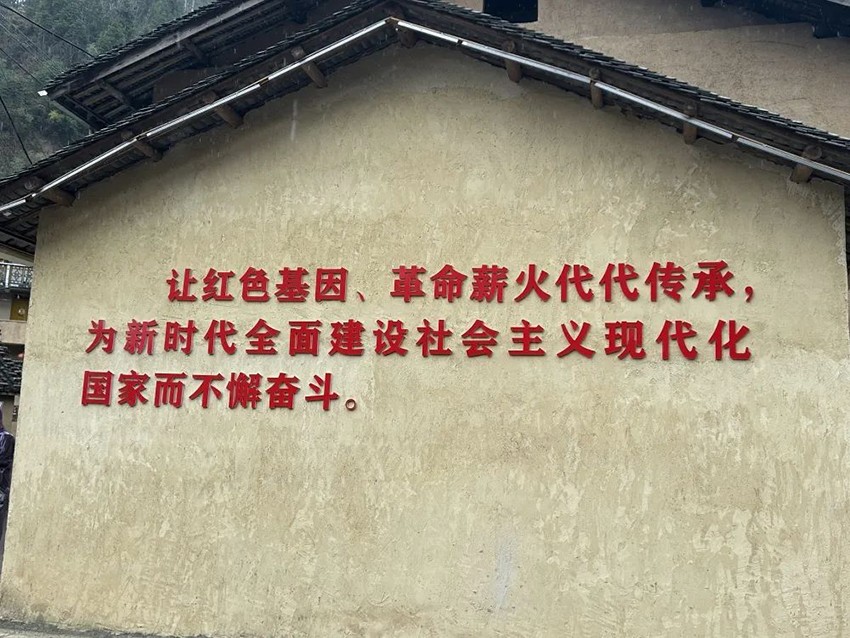 让红色基因、革命薪火代代传承，
为新时代全面建设社会主义现代化
国家而不懈奋斗。